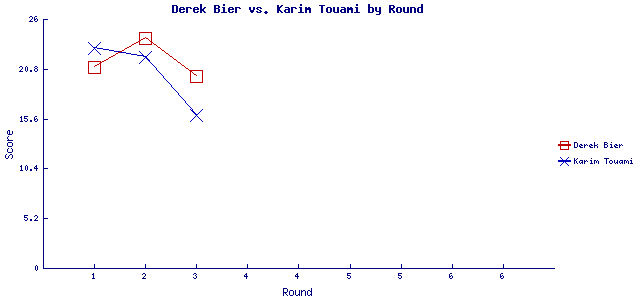 Derek Bier vs. Karim Touami by Round
26
20.8
15.6
10.4
5.2
0
Score
1 2 3 4 4 5 5 6 6
Round
Derek Bier
Karim Touami